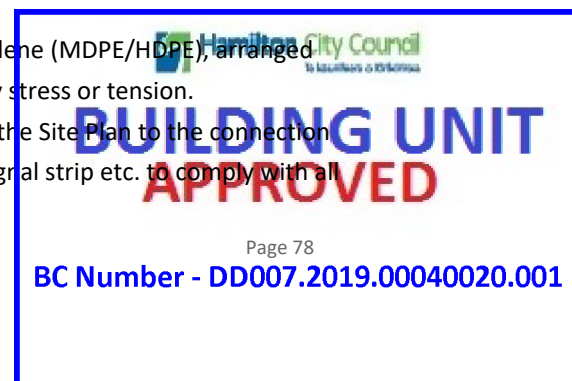 lene (MDPE/HDPE), arranged
Hamilton City Council
y stress or tension.
the Site Plan to the connection
BUILDING UNIT
gnal strip etc. to comply with all
APPROVED
Page 78
BC Number - DD007.2019.00040020.001